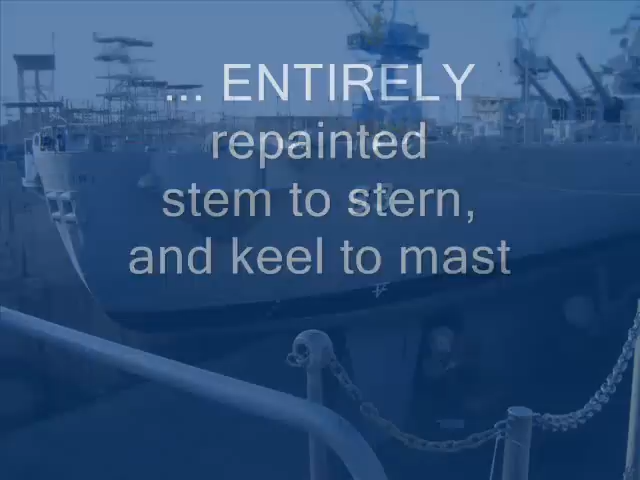 ... ENTIRELY
repainted
stem to stern,
and keel to mast